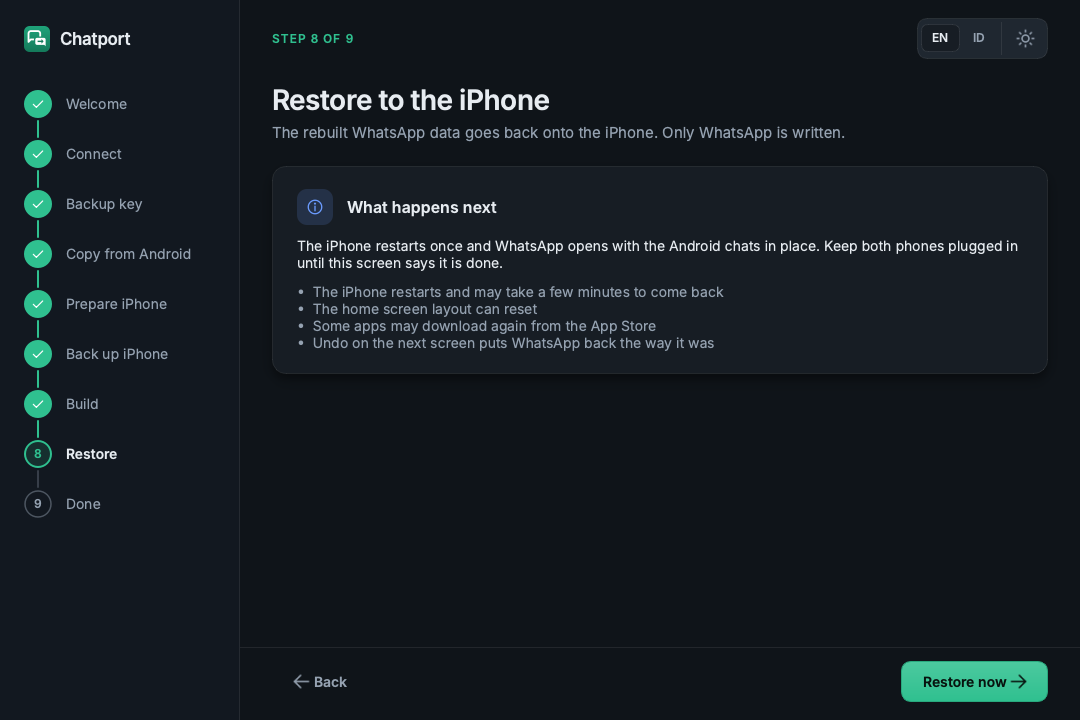 Chatport
Welcome
Connect
Backup key
Copy from Android
Prepare iPhone
Back up iPhone
Build
8 Restore
9 Done
STEP 8 OF 9
EN ID
Restore to the iPhone
The rebuilt WhatsApp data goes back onto the iPhone. Only WhatsApp is written.
What happens next
The iPhone restarts once and WhatsApp opens with the Android chats in place. Keep both phones plugged in
until this screen says it is done.
• The iPhone restarts and may take a few minutes to come back
• The home screen layout can reset
• Some apps may download again from the App Store
• Undo on the next screen puts WhatsApp back the way it was
← Back
Restore now →